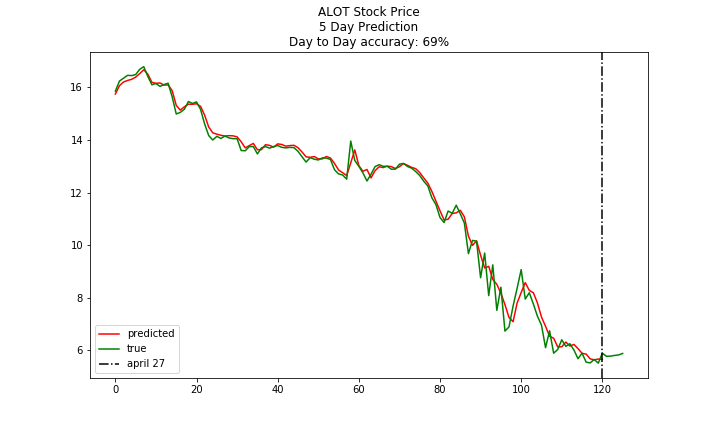 ALOT Stock Price
5 Day Prediction
Day to Day accuracy: 69%
16
14
12
10
8
6
predicted
true
april 27
0
20
40
60
80
100
120